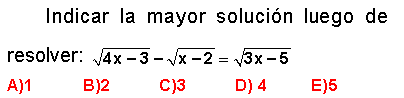 Indicar la mayor solución luego de
resolver: √4x − 3 − √x − 2 = √3x − 5
A)1 B)2 C)3 D) 4 E)5